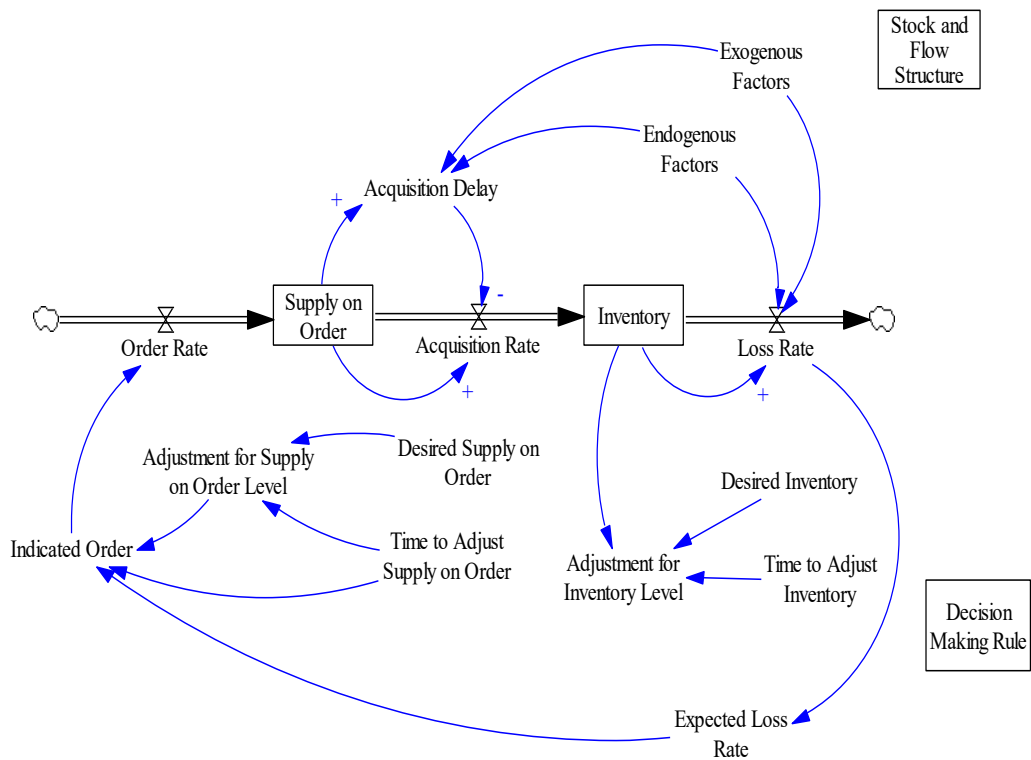 Stock and
Flow
Structure
Exogenous
Factors
Endogenous
Factors
Acquisition Delay
+
-
Supply on
Order
Inventory
Order Rate
Acquisition Rate
Loss Rate
+
+
Adjustment for Supply
on Order Level
Desired Supply on
Order
Desired Inventory
Indicated Order
Time to Adjust
Supply on Order
Adjustment for
Inventory Level
Time to Adjust
Inventory
Decision
Making Rule
Expected Loss
Rate